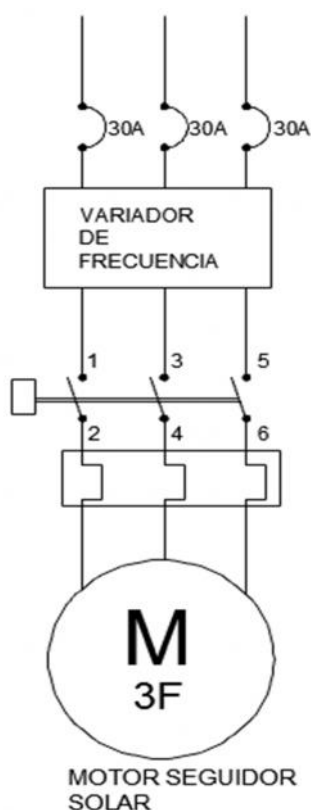 30A 30A 30A
VARIADOR
DE
FRECUENCIA
1 3 5
2 4 6
M
3F
MOTOR SEGUIDOR
SOLAR